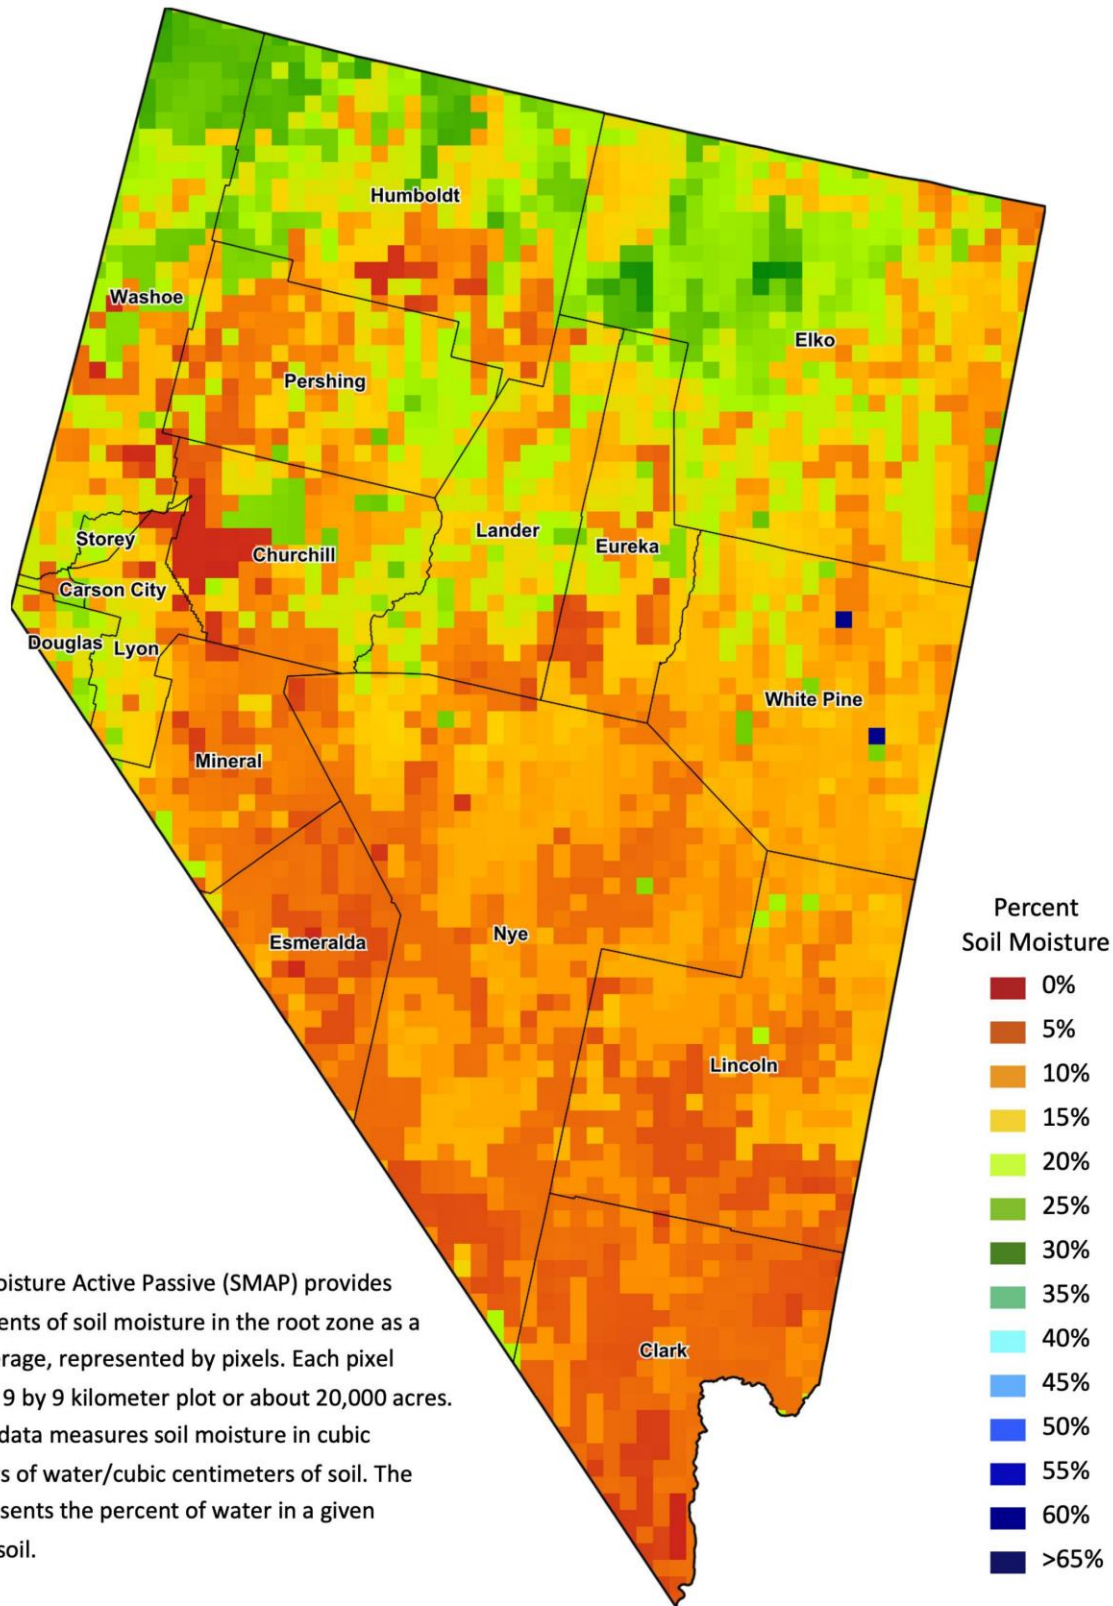 Humboldt
Washoe
Elko
Pershing
Storey
Lander
Eureka
Churchill
Carson City
Douglas
Lyon
White Pine
Mineral
Esmeralda
Nye
Lincoln
Clark
Percent
Soil Moisture
0%
5%
10%
15%
20%
25%
30%
35%
40%
45%
50%
55%
60%
>65%
oisture Active Passive (SMAP) provides
ents of soil moisture in the root zone as a
erage, represented by pixels. Each pixel
9 by 9 kilometer plot or about 20,000 acres.
data measures soil moisture in cubic
s of water/cubic centimeters of soil. The
sents the percent of water in a given
soil.